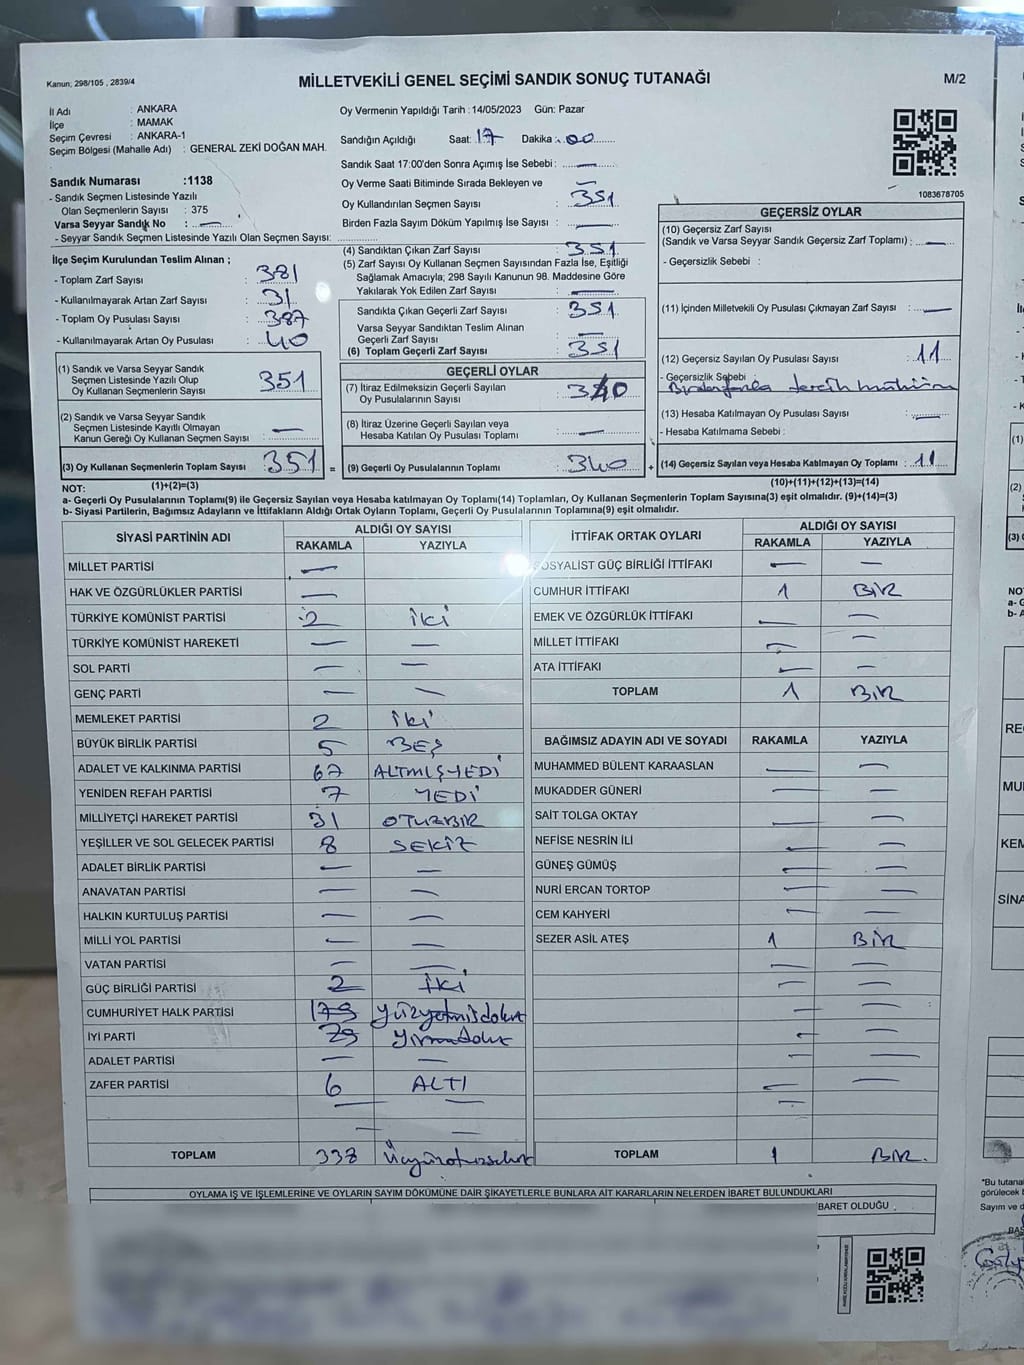 Kanun; 298/105 , 2839/4
MİLLETVEKİLİ GENEL SEÇİMİ SANDIK SONUÇ TUTANAĞI
M/2
İl Adı : ANKARA
İlçe : MAMAK
Seçim Çevresi : ANKARA-1
Seçim Bölgesi (Mahalle Adı) : GENERAL ZEKİ DOĞAN MAH.
Sandık Numarası :1138
- Sandık Seçmen Listesinde Yazılı
Olan Seçmenlerin Sayısı : 375
Varsa Seyyar Sandık No : —
- Seyyar Sandık Seçmen Listesinde Yazılı Olan Seçmen Sayısı:
İlçe Seçim Kurulundan Teslim Alınan ;
- Toplam Zarf Sayısı : 381
- Kullanılmayarak Artan Zarf Sayısı : 31
- Toplam Oy Pusulası Sayısı : 387
- Kullanılmayarak Artan Oy Pusulası : 40
(1) Sandık ve Varsa Seyyar Sandık
Seçmen Listesinde Yazılı Olup
Oy Kullanan Seçmenlerin Sayısı 351
(2) Sandık ve Varsa Seyyar Sandık
Seçmen Listesinde Kayıtlı Olmayan
Kanun Gereği Oy Kullanan Seçmen Sayısı —
(3) Oy Kullanan Seçmenlerin Toplam Sayısı 351 =
(1)+(2)=(3)
Oy Vermenin Yapıldığı Tarih :14/05/2023 Gün: Pazar
Sandığın Açıldığı Saat: 17 Dakika: 00
Sandık Saat 17:00'den Sonra Açımış İse Sebebi : —
Oy Verme Saati Bitiminde Sırada Bekleyen ve —
Oy Kullandırılan Seçmen Sayısı : 351
Birden Fazla Sayım Döküm Yapılmış İse Sayısı : —
(4) Sandıktan Çıkan Zarf Sayısı : 351
(5) Zarf Sayısı Oy Kullanan Seçmen Sayısından Fazla İse, Eşitliği
Sağlamak Amacıyla; 298 Sayılı Kanunun 98. Maddesine Göre
Yakılarak Yok Edilen Zarf Sayısı : —
Sandıkta Çıkan Geçerli Zarf Sayısı : 351
Varsa Seyyar Sandıktan Teslim Alınan
Geçerli Zarf Sayısı : —
(6) Toplam Geçerli Zarf Sayısı : 351
GEÇERLİ OYLAR
(7) İtiraz Edilmeksizin Geçerli Sayılan
Oy Pusulalarının Sayısı : 340
(8) İtiraz Üzerine Geçerli Sayılan veya
Hesaba Katılan Oy Pusulası Toplamı : —
(9) Geçerli Oy Pusulalarının Toplamı : 340 +
1083678705
GEÇERSİZ OYLAR
(10) Geçersiz Zarf Sayısı
(Sandık ve Varsa Seyyar Sandık Geçersiz Zarf Toplamı) : —
- Geçersizlik Sebebi :
(11) İçinden Milletvekili Oy Pusulası Çıkmayan Zarf Sayısı : —
(12) Geçersiz Sayılan Oy Pusulası Sayısı : 11
- Geçersizlik Sebebi :
Birden fazla tercih mührü
(13) Hesaba Katılmayan Oy Pusulası Sayısı : —
- Hesaba Katılmama Sebebi :
(14) Geçersiz Sayılan veya Hesaba Katılmayan Oy Toplamı : 11
(10)+(11)+(12)+(13)=(14)
NOT:
a- Geçerli Oy Pusulalarının Toplamı(9) ile Geçersiz Sayılan veya Hesaba katılmayan Oy Toplamı(14) Toplamları, Oy Kullanan Seçmenlerin Toplam Sayısına(3) eşit olmalıdır. (9)+(14)=(3)
b- Siyasi Partilerin, Bağımsız Adayların ve İttifakların Aldığı Ortak Oyların Toplamı, Geçerli Oy Pusulalarının Toplamına(9) eşit olmalıdır.
SİYASİ PARTİNİN ADI ALDIĞI OY SAYISI
RAKAMLA YAZIYLA
MİLLET PARTİSİ —
HAK VE ÖZGÜRLÜKLER PARTİSİ —
TÜRKİYE KOMÜNİST PARTİSİ 2 İki
TÜRKİYE KOMÜNİST HAREKETİ — —
SOL PARTİ — —
GENÇ PARTİ — —
MEMLEKET PARTİSİ 2 iki
BÜYÜK BİRLİK PARTİSİ 5 BEŞ
ADALET VE KALKINMA PARTİSİ 67 ALTMIŞYEDİ
YENİDEN REFAH PARTİSİ 7 YEDİ
MİLLİYETÇİ HAREKET PARTİSİ 31 OTUZBİR
YEŞİLLER VE SOL GELECEK PARTİSİ 8 SEKİZ
ADALET BİRLİK PARTİSİ — —
ANAVATAN PARTİSİ — —
HALKIN KURTULUŞ PARTİSİ — —
MİLLİ YOL PARTİSİ — —
VATAN PARTİSİ — —
GÜÇ BİRLİĞİ PARTİSİ 2 İki
CUMHURİYET HALK PARTİSİ 179 Yüzyetmişdokuz
İYİ PARTİ 29 Yirmidokuz
ADALET PARTİSİ — —
ZAFER PARTİSİ 6 ALTI
— —
— —
TOPLAM 338 Üçyüzotuzsekiz
İTTİFAK ORTAK OYLARI ALDIĞI OY SAYISI
RAKAMLA YAZIYLA
SOSYALİST GÜÇ BİRLİĞİ İTTİFAKI — —
CUMHUR İTTİFAKI 1 BİR
EMEK VE ÖZGÜRLÜK İTTİFAKI — —
MİLLET İTTİFAKI — —
ATA İTTİFAKI — —
TOPLAM 1 BİR
BAĞIMSIZ ADAYIN ADI VE SOYADI RAKAMLA YAZIYLA
MUHAMMED BÜLENT KARAASLAN — —
MUKADDER GÜNERİ — —
SAİT TOLGA OKTAY — —
NEFİSE NESRİN İLİ — —
GÜNEŞ GÜMÜŞ — —
NURİ ERCAN TORTOP — —
CEM KAHYERİ — —
SEZER ASİL ATEŞ 1 BİR
TOPLAM 1 BİR.
OYLAMA İŞ VE İŞLEMLERİNE VE OYLARIN SAYIM DÖKÜMÜNE DAİR ŞİKAYETLERLE BUNLARA AİT KARARLARIN NELERDEN İBARET BULUNDUKLARI
BARET OLDUĞU
*Bu tutana
görülecek
Sayım ve d